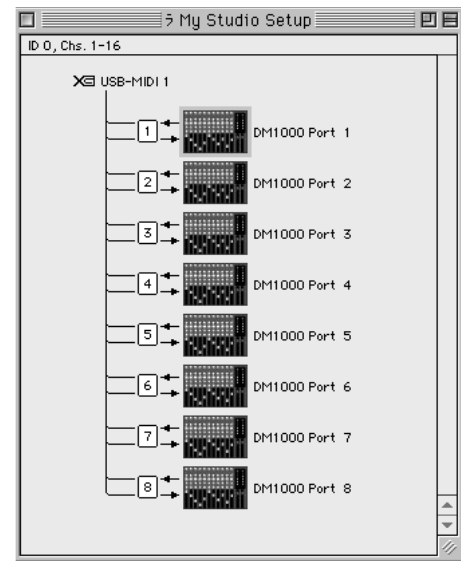 ﾗ My Studio Setup
ID 0, Chs. 1-16
USB-MIDI 1
1 DM1000 Port 1
2 DM1000 Port 2
3 DM1000 Port 3
4 DM1000 Port 4
5 DM1000 Port 5
6 DM1000 Port 6
7 DM1000 Port 7
8 DM1000 Port 8